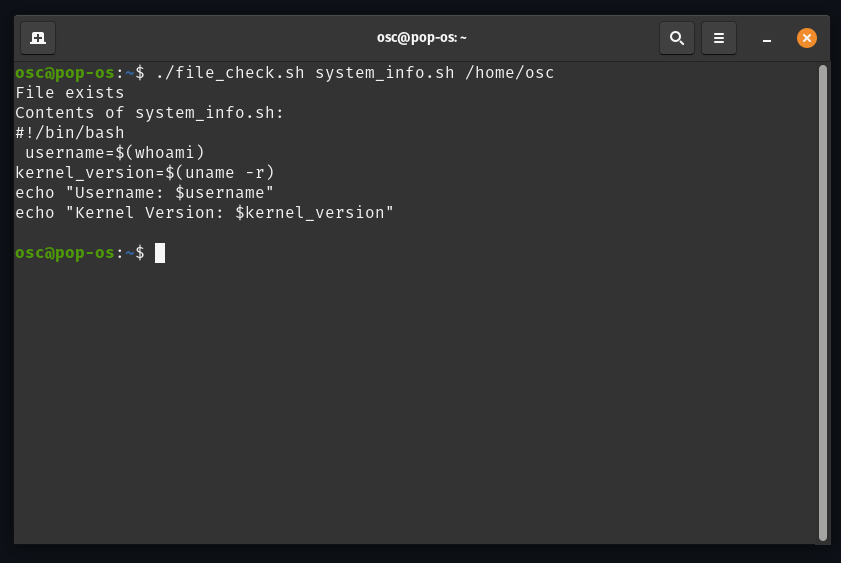 osc@pop-os: ~
osc@pop-os:~$ ./file_check.sh system_info.sh /home/osc
File exists
Contents of system_info.sh:
#!/bin/bash
 username=$(whoami)
kernel_version=$(uname -r)
echo "Username: $username"
echo "Kernel Version: $kernel_version"
osc@pop-os:~$